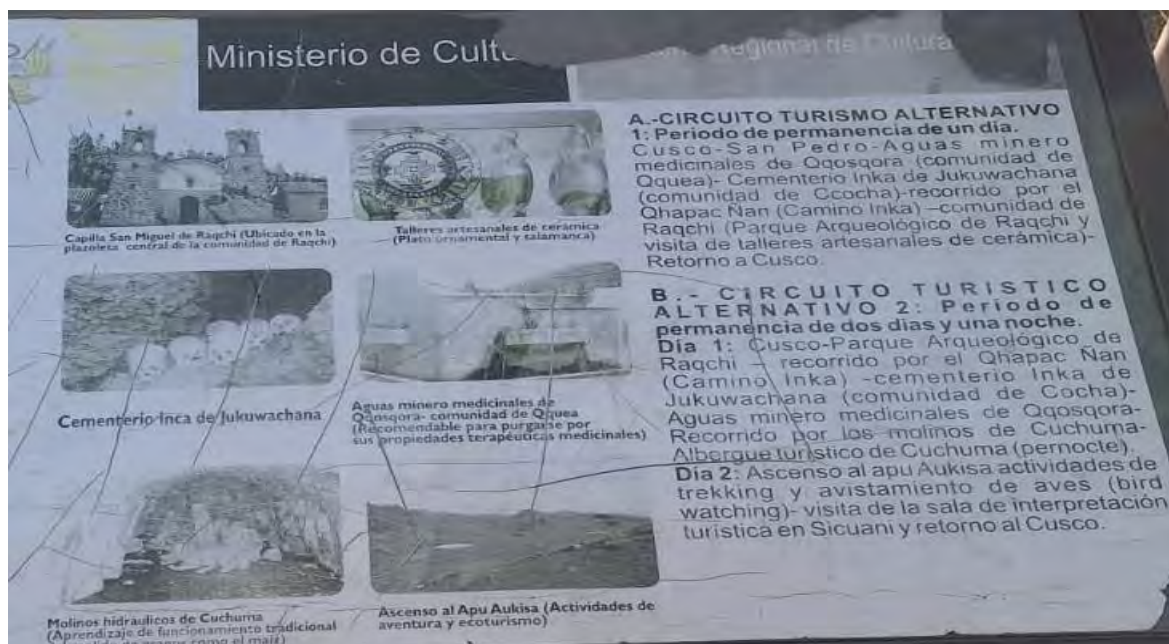 Ministerio de Cultu
Regional de Cultura
Capilla San Miguel de Raqchi (Ubicado en la
plazoleta central de la comunidad de Raqchi)
Talleres artesanales de cerámica
(Plato ornamental y salamanca)
Cementerio Inca de Jukuwachana
Aguas minero medicinales de
Qqosqora- comunidad de Qquea
(Recomendable para purgarse por
sus propiedades terapéuticas medicinales)
Molinos hidraulicos de Cuchuma
(Aprendizaje de funcionamiento tradicional
como el maíz)
Ascenso al Apu Aukisa (Actividades de
aventura y ecoturismo)
A.-CIRCUITO TURISMO ALTERNATIVO
1: Periodo de permanencia de un día.
Cusco-San Pedro-Aguas minero
medicinales de Qqosqora (comunidad de
Qquea)- Cementerio Inka de Jukuwachana
(comunidad de Ccocha)-recorrido por el
Qhapac Ñan (Camino Inka) –comunidad de
Raqchi (Parque Arqueológico de Raqchi y
visita de talleres artesanales de cerámica)-
Retorno a Cusco.
B.- CIRCUITO TURISTICO
ALTERNATIVO 2: Periodo de
permanencia de dos días y una noche.
Día 1: Cusco-Parque Arqueológico de
Raqchi – recorrido por el Qhapac Ñan
(Camino Inka) -cementerio Inka de
Jukuwachana (comunidad de Cocha)-
Aguas minero medicinales de Qqosqora-
Recorrido por los molinos de Cuchuma-
Albergue turístico de Cuchuma (pernocte).
Día 2: Ascenso al apu Aukisa actividades de
trekking y avistamiento de aves (bird
watching)- visita de la sala de interpretación
turística en Sicuani y retorno al Cusco.